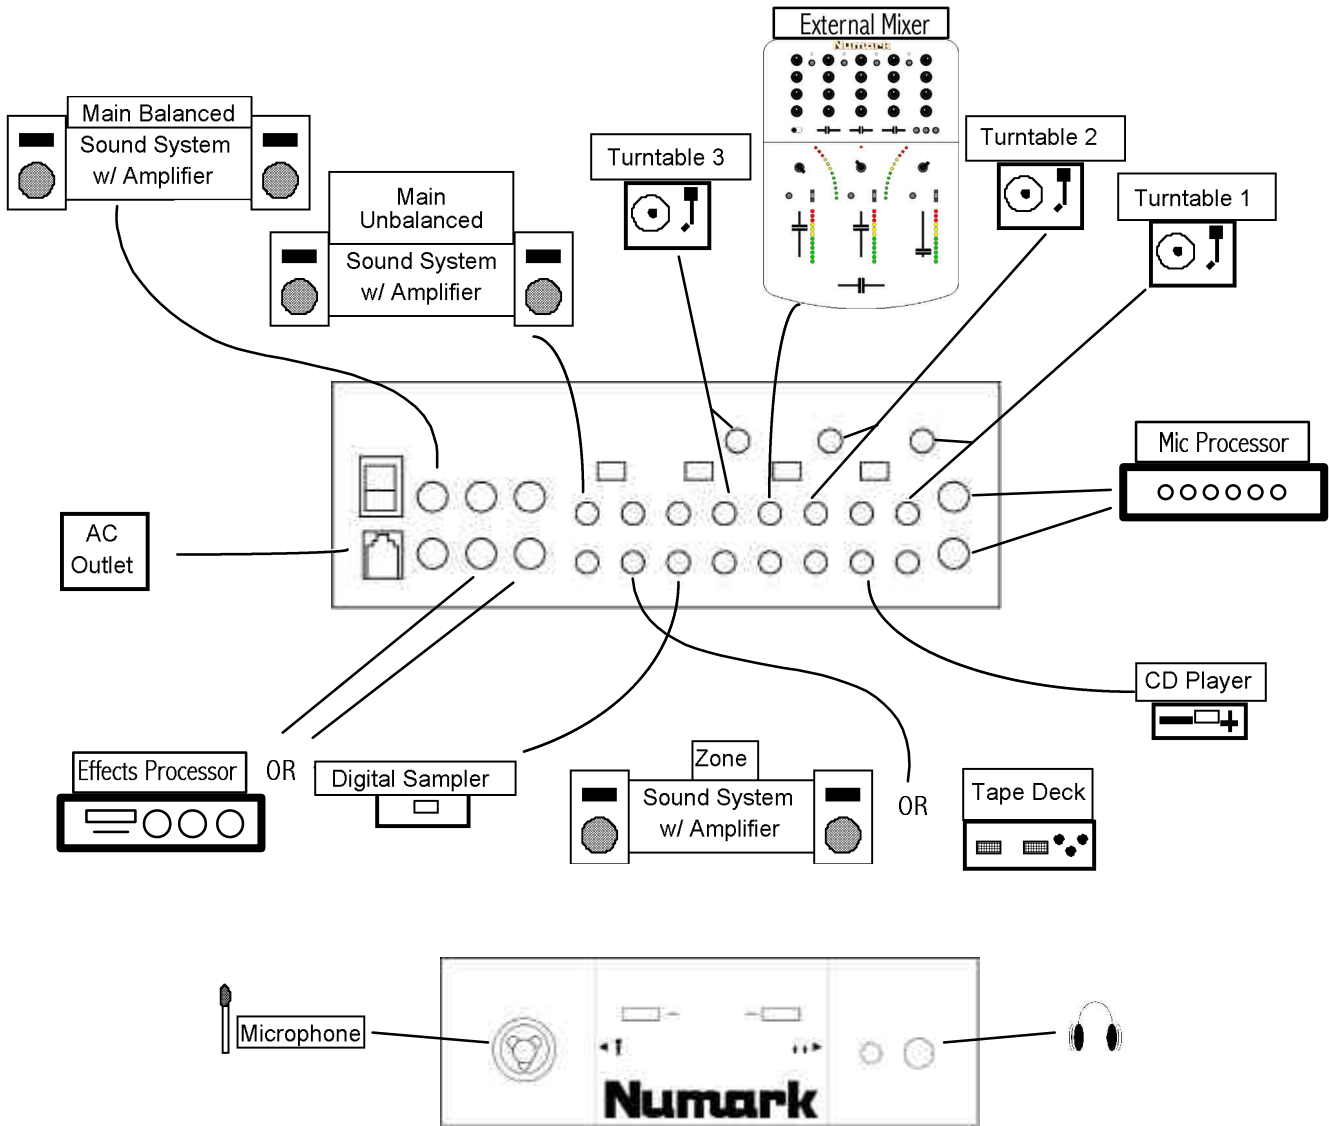 External Mixer
Numark
Main Balanced
Sound System
w/ Amplifier
Turntable 3
Turntable 2
Turntable 1
Main
Unbalanced
Sound System
w/ Amplifier
Mic Processor
AC
Outlet
CD Player
Effects Processor
OR
Digital Sampler
Zone
Sound System
w/ Amplifier
OR
Tape Deck
Microphone
Numark